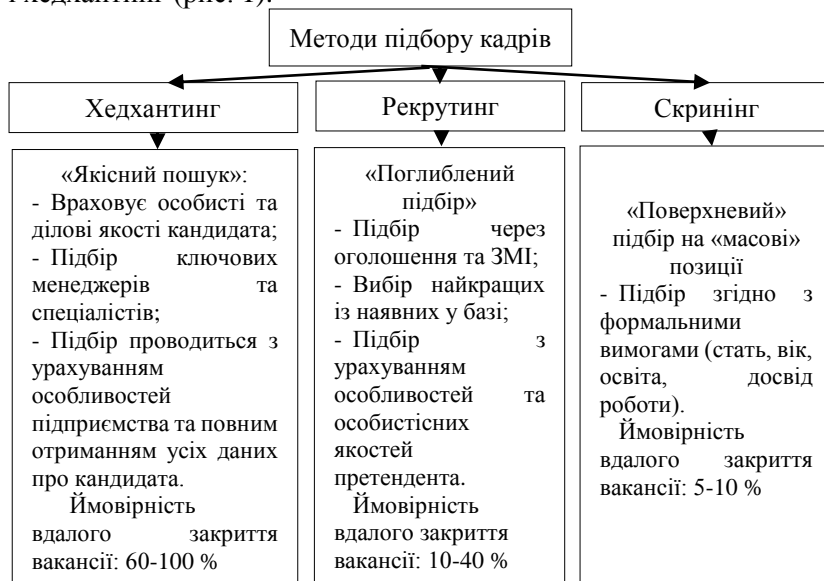 і хедхантинг (рис. 1).
Методи підбору кадрів
Хедхантинг
Рекрутинг
Скринінг
«Якісний пошук»:
- Враховує особисті та
ділові якості кандидата;
- Підбір ключових
менеджерів та
спеціалістів;
- Підбір проводиться з
урахуванням
особливостей
підприємства та повним
отриманням усіх даних
про кандидата.
Ймовірність
вдалого закриття
вакансії: 60-100 %
«Поглиблений
підбір»
- Підбір через
оголошення та ЗМІ;
- Вибір найкращих
із наявних у базі;
- Підбір з
урахуванням
особливостей та
особистісних
якостей
претендента.
Ймовірність
вдалого закриття
вакансії: 10-40 %
«Поверхневий»
підбір на «масові»
позиції
- Підбір згідно з
формальними
вимогами (стать, вік,
освіта, досвід
роботи).
Ймовірність
вдалого закриття
вакансії: 5-10 %